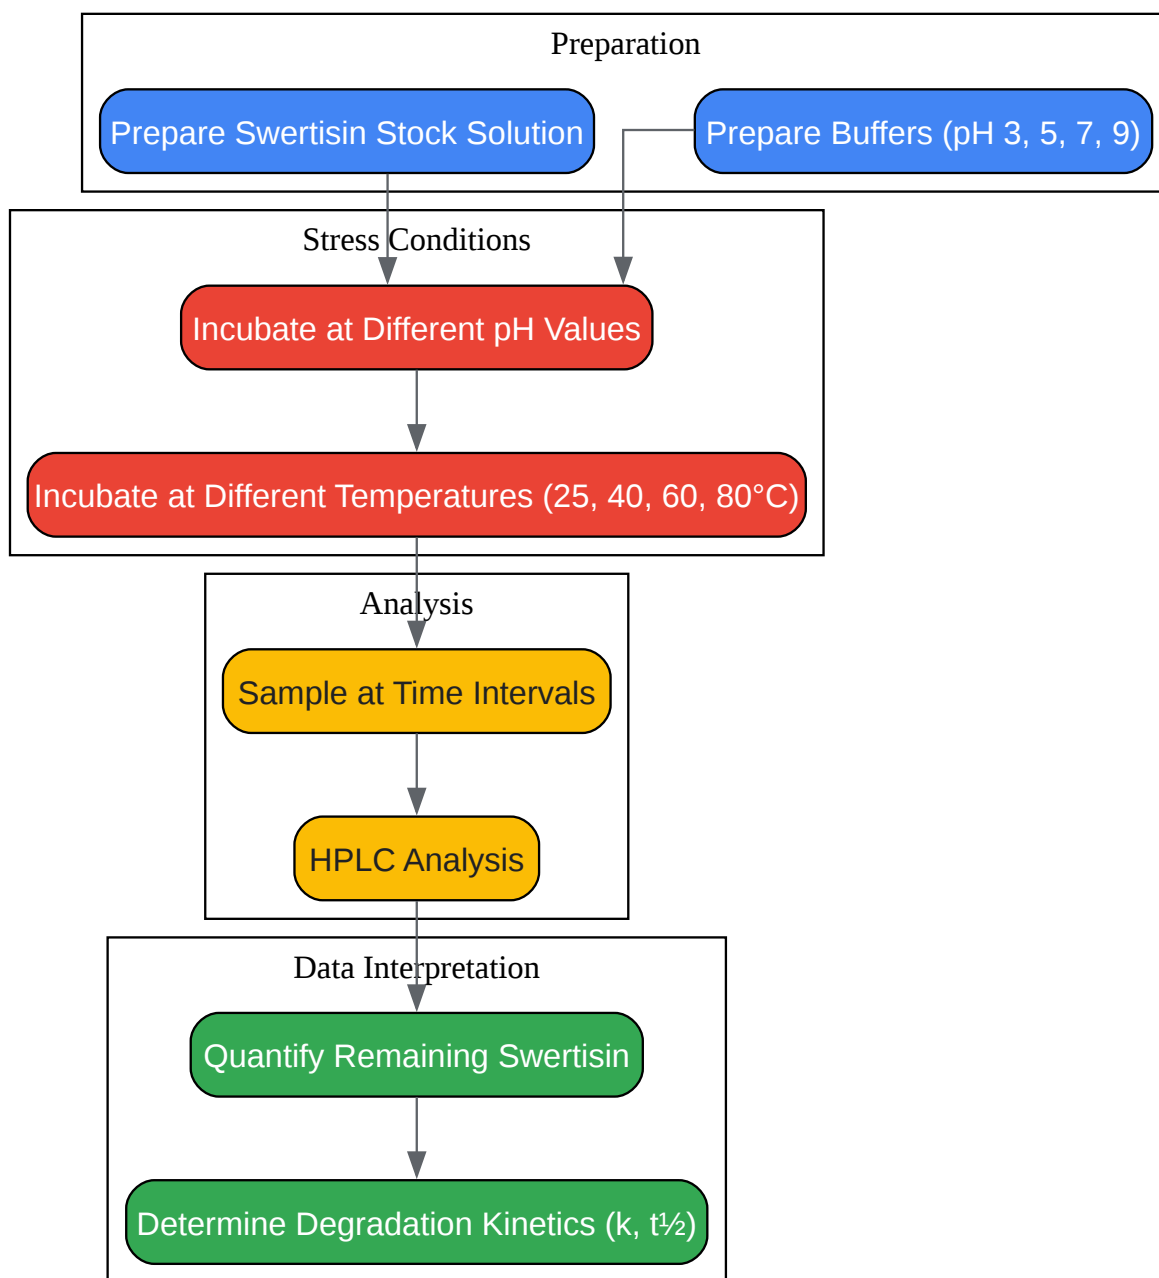 Preparation
Prepare Swertisin Stock Solution
Prepare Buffers (pH 3, 5, 7, 9)
Stress Conditions
Incubate at Different pH Values
Incubate at Different Temperatures (25, 40, 60, 80°C)
Analysis
Sample at Time Intervals
HPLC Analysis
Data Interpretation
Quantify Remaining Swertisin
Determine Degradation Kinetics (k, t½)